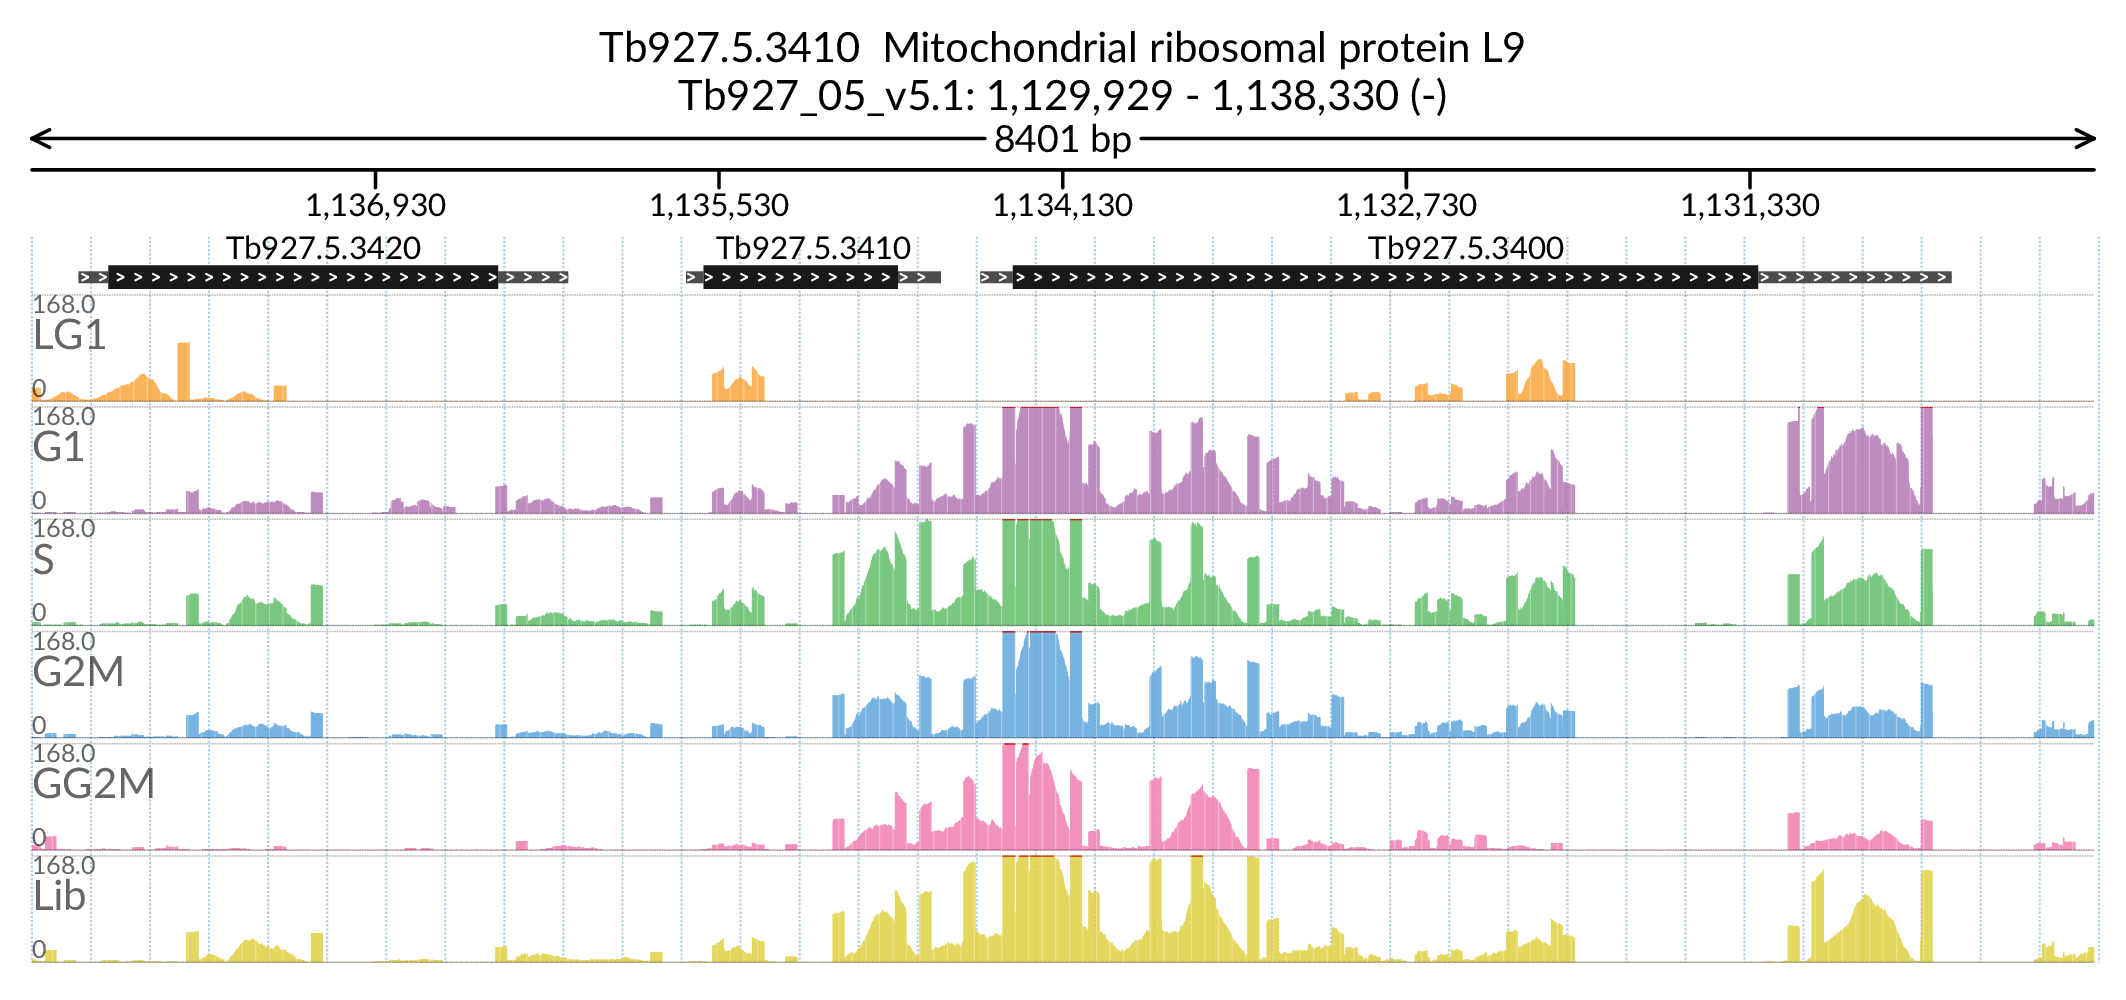 Tb927.5.3410  Mitochondrial ribosomal protein L9
Tb927_05_v5.1: 1,129,929 - 1,138,330 (-)
8401 bp
1,136,930 1,135,530 1,134,130 1,132,730 1,131,330
Tb927.5.3420 Tb927.5.3410 Tb927.5.3400
168.0
LG1
0
168.0
G1
0
168.0
S
0
168.0
G2M
0
168.0
GG2M
0
168.0
Lib
0